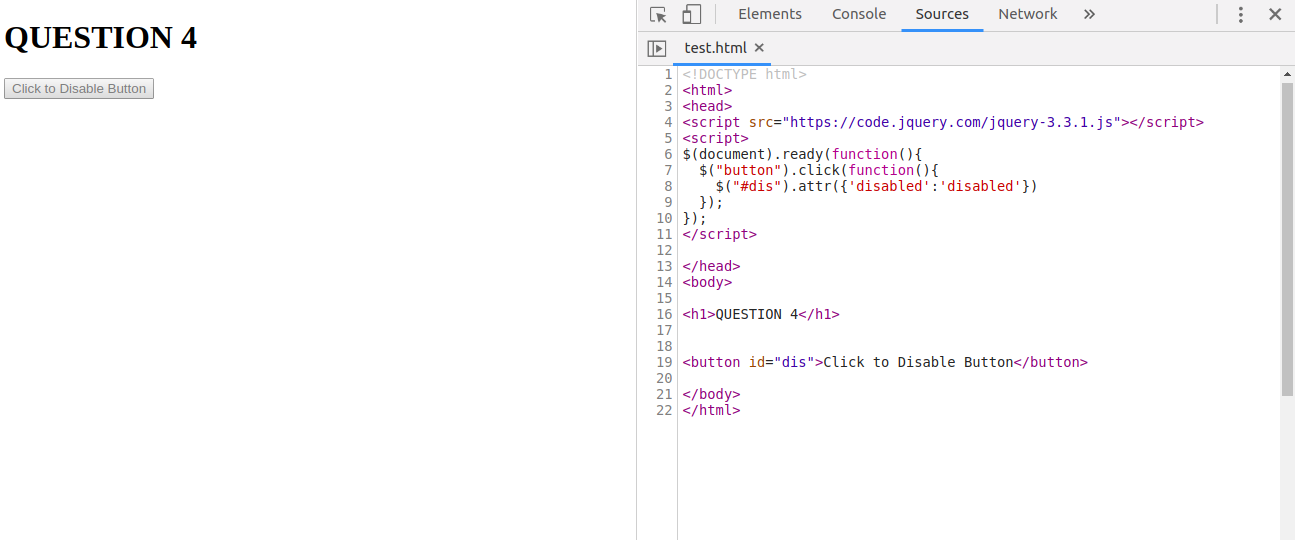 QUESTION 4
Click to Disable Button
Elements Console Sources Network »
test.html ×
1 <!DOCTYPE html>
2 <html>
3 <head>
4 <script src="https://code.jquery.com/jquery-3.3.1.js"></script>
5 <script>
6 $(document).ready(function(){
7   $("button").click(function(){
8     $("#dis").attr({'disabled':'disabled'})
9   });
10 });
11 </script>
12
13 </head>
14 <body>
15
16 <h1>QUESTION 4</h1>
17
18
19 <button id="dis">Click to Disable Button</button>
20
21 </body>
22 </html>